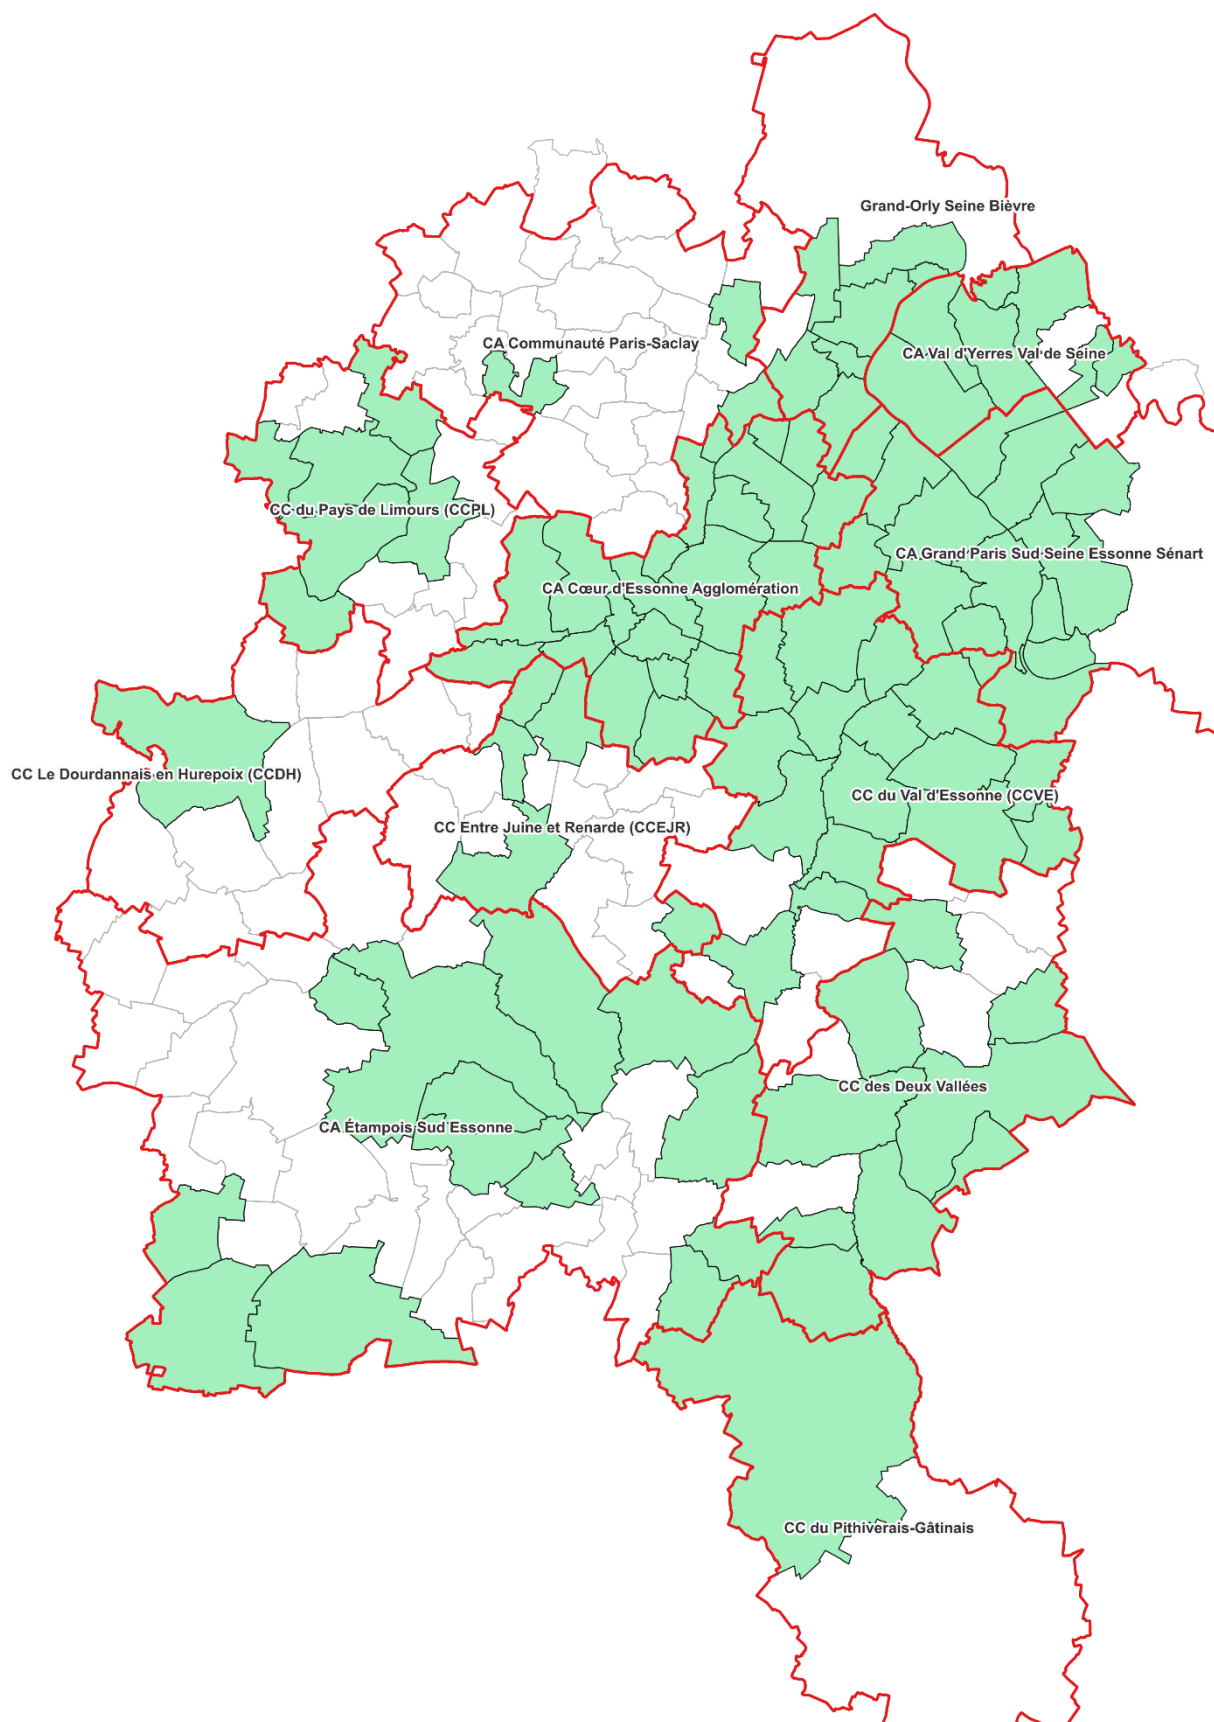 Grand-Orly Seine Bièvre
CA Communauté Paris-Saclay
CA Val d'Yerres Val de Seine
CC du Pays de Limours (CCPL)
CA Grand Paris Sud Seine Essonne Sénart
CA Cœur d'Essonne Agglomération
CC Le Dourdannais en Hurepoix (CCDH)
CC du Val d'Essonne (CCVE)
CC Entre Juine et Renarde (CCEJR)
CC des Deux Vallées
CA Étampois Sud Essonne
CC du Pithiverais-Gâtinais